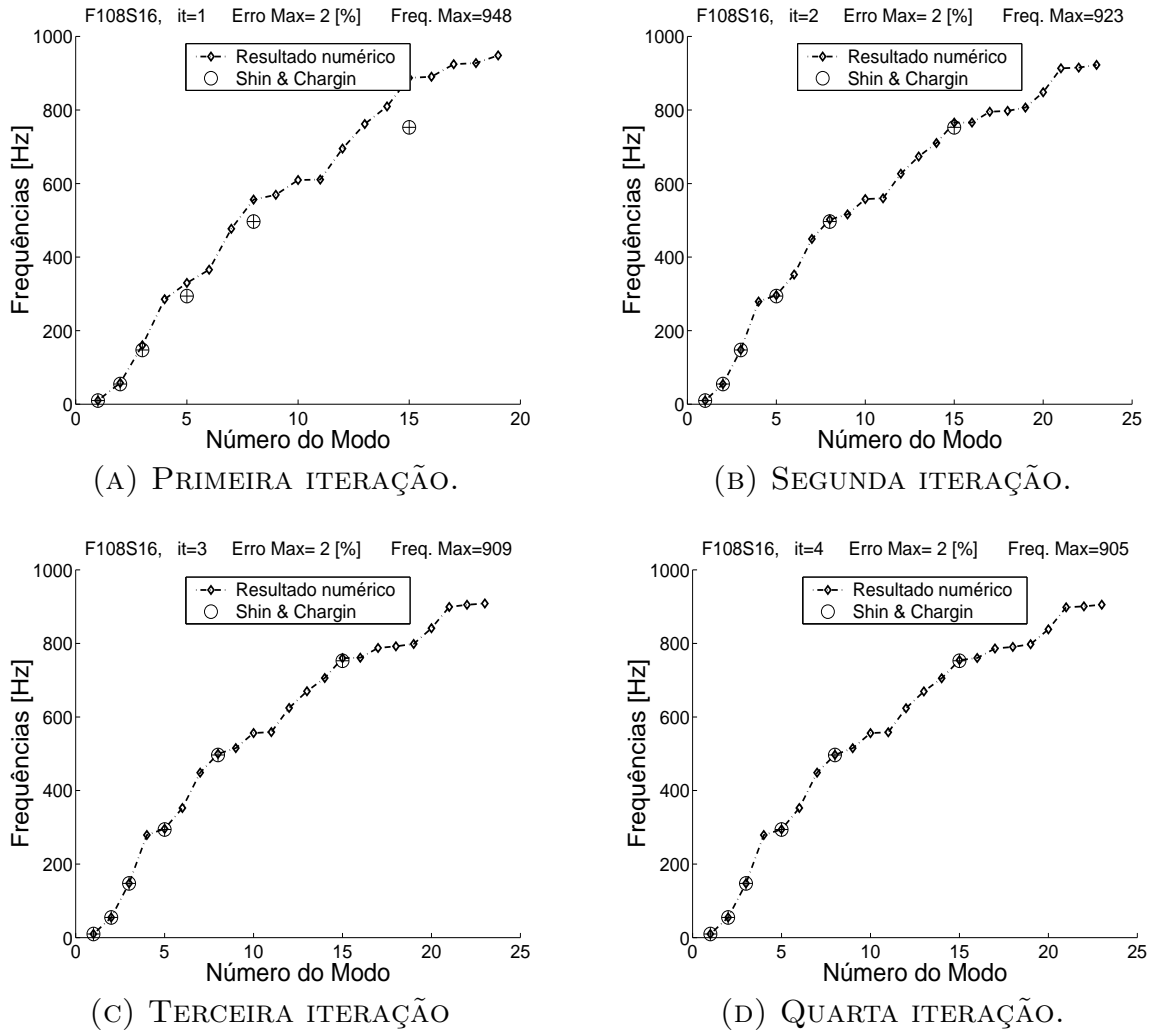 F108S16, it=1 Erro Max= 2 [%] Freq. Max=948
Resultado numérico
Shin & Chargin
Frequências [Hz]
1000
800
600
400
200
0
0 5 10 15 20
Número do Modo
(A) PRIMEIRA ITERAÇÃO.
F108S16, it=2 Erro Max= 2 [%] Freq. Max=923
Resultado numérico
Shin & Chargin
Frequências [Hz]
1000
800
600
400
200
0
0 5 10 15 20 25
Número do Modo
(B) SEGUNDA ITERAÇÃO.
F108S16, it=3 Erro Max= 2 [%] Freq. Max=909
Resultado numérico
Shin & Chargin
Frequências [Hz]
1000
800
600
400
200
0
0 5 10 15 20 25
Número do Modo
(C) TERCEIRA ITERAÇÃO
F108S16, it=4 Erro Max= 2 [%] Freq. Max=905
Resultado numérico
Shin & Chargin
Frequências [Hz]
1000
800
600
400
200
0
0 5 10 15 20 25
Número do Modo
(D) QUARTA ITERAÇÃO.